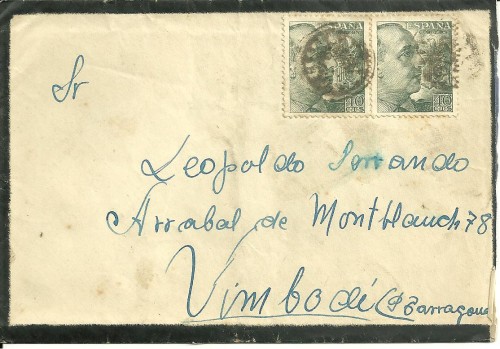 ESPAÑA ESPAÑA
40 40
Sr
Leopoldo Serrando
Arrabal de Montblanch 78
Vimbodí (Tarragona